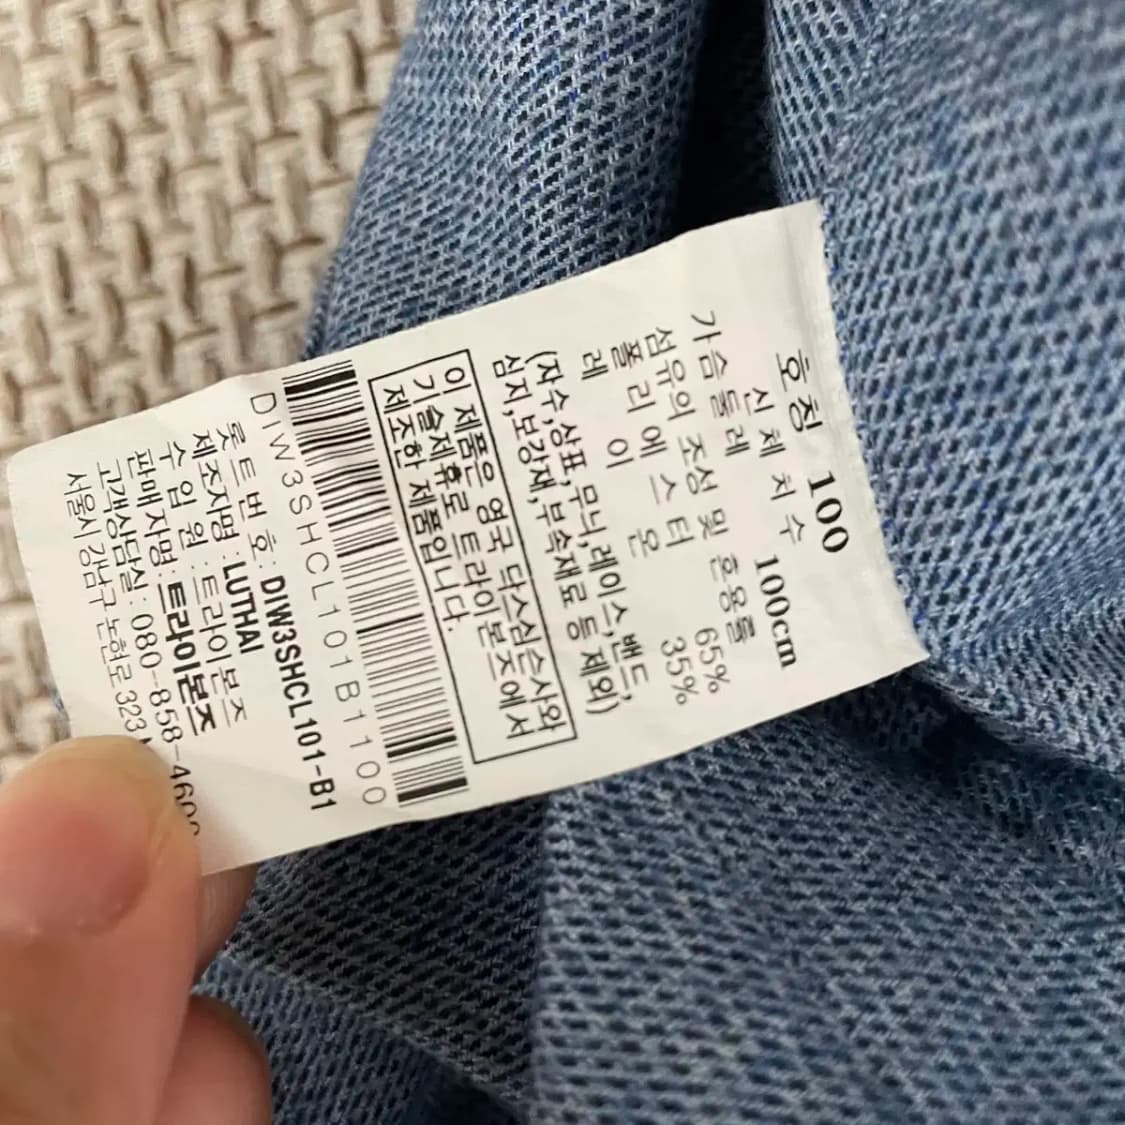 호칭 100
신체치수
가슴둘레 100cm
섬유의 조성 및 혼용률
폴리에스터 65%
레이온 35%
(자수,상표,무늬,레이스,밴드,
심지,보강재,부속재료 등 제외)
이 제품은 영국 닥스심슨사와
기술제휴로 트라이본즈에서
제조한 제품입니다.
DIW3SHCL101B1100
롯트번호: DIW3SHCL101-B1
제조자명: LUTHAI
수입원: 트라이본즈
판매자명: 트라이본즈
고객상담실: 080-858-460
서울시 강남구 논현로 323